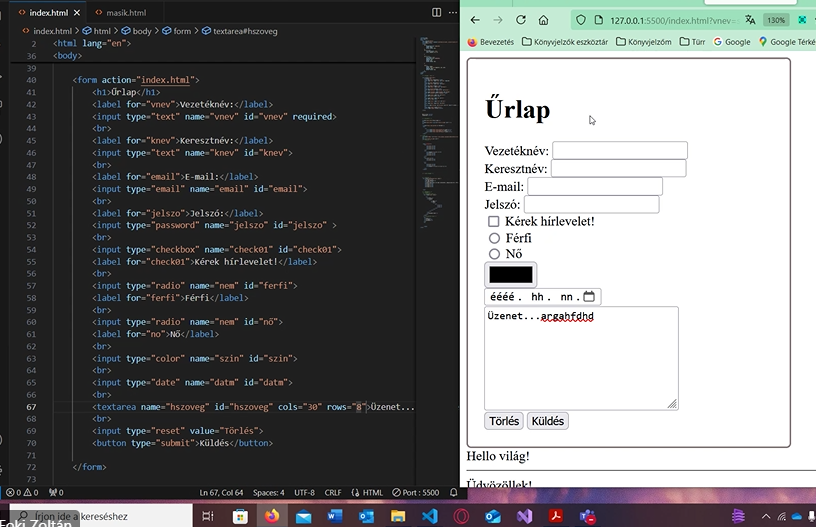 index.html
masik.html
index.html > html > body > form > textarea#hszoveg
2 <html lang="en">
36 <body>
39
40 <form action="index.html">
41 <h1>Űrlap</h1>
42 <label for="vnev">Vezetéknév:</label>
43 <input type="text" name="vnev" id="vnev" required>
44 <br>
45 <label for="knev">Keresztnév:</label>
46 <input type="text" name="knev" id="knev">
47 <br>
48 <label for="email">E-mail:</label>
49 <input type="email" name="email" id="email">
50 <br>
51 <label for="jelszo">Jelszó:</label>
52 <input type="password" name="jelszo" id="jelszo" >
53 <br>
54 <input type="checkbox" name="check01" id="check01">
55 <label for="check01">Kérek hírlevelet!</label>
56 <br>
57 <input type="radio" name="nem" id="ferfi">
58 <label for="ferfi">Férfi</label>
59 <br>
60 <input type="radio" name="nem" id="nő">
61 <label for="no">Nő</label>
62 <br>
63 <input type="color" name="szin" id="szin">
64 <br>
65 <input type="date" name="datm" id="datm">
66 <br>
67 <textarea name="hszoveg" id="hszoveg" cols="30" rows="8">Üzenet...
68 <br>
69 <input type="reset" value="Törlés">
70 <button type="submit">Küldés</button>
71
72 </form>
73
0 0 0 Ln 67, Col 64 Spaces: 4 UTF-8 CRLF HTML Port : 5500
127.0.0.1:5500/index.html?vnev= 130%
Bevezetés Könyvjelzők eszköztár Könyvjelzőim Türr Google Google Térké
Űrlap
Vezetéknév:
Keresztnév:
E-mail:
Jelszó:
Kérek hírlevelet!
Férfi
Nő
éééé. hh. nn.
Üzenet...argahfdhd
Törlés Küldés
Hello világ!
Üdvözöllek!
Írjon ide a kereséshez
Foki Zoltán